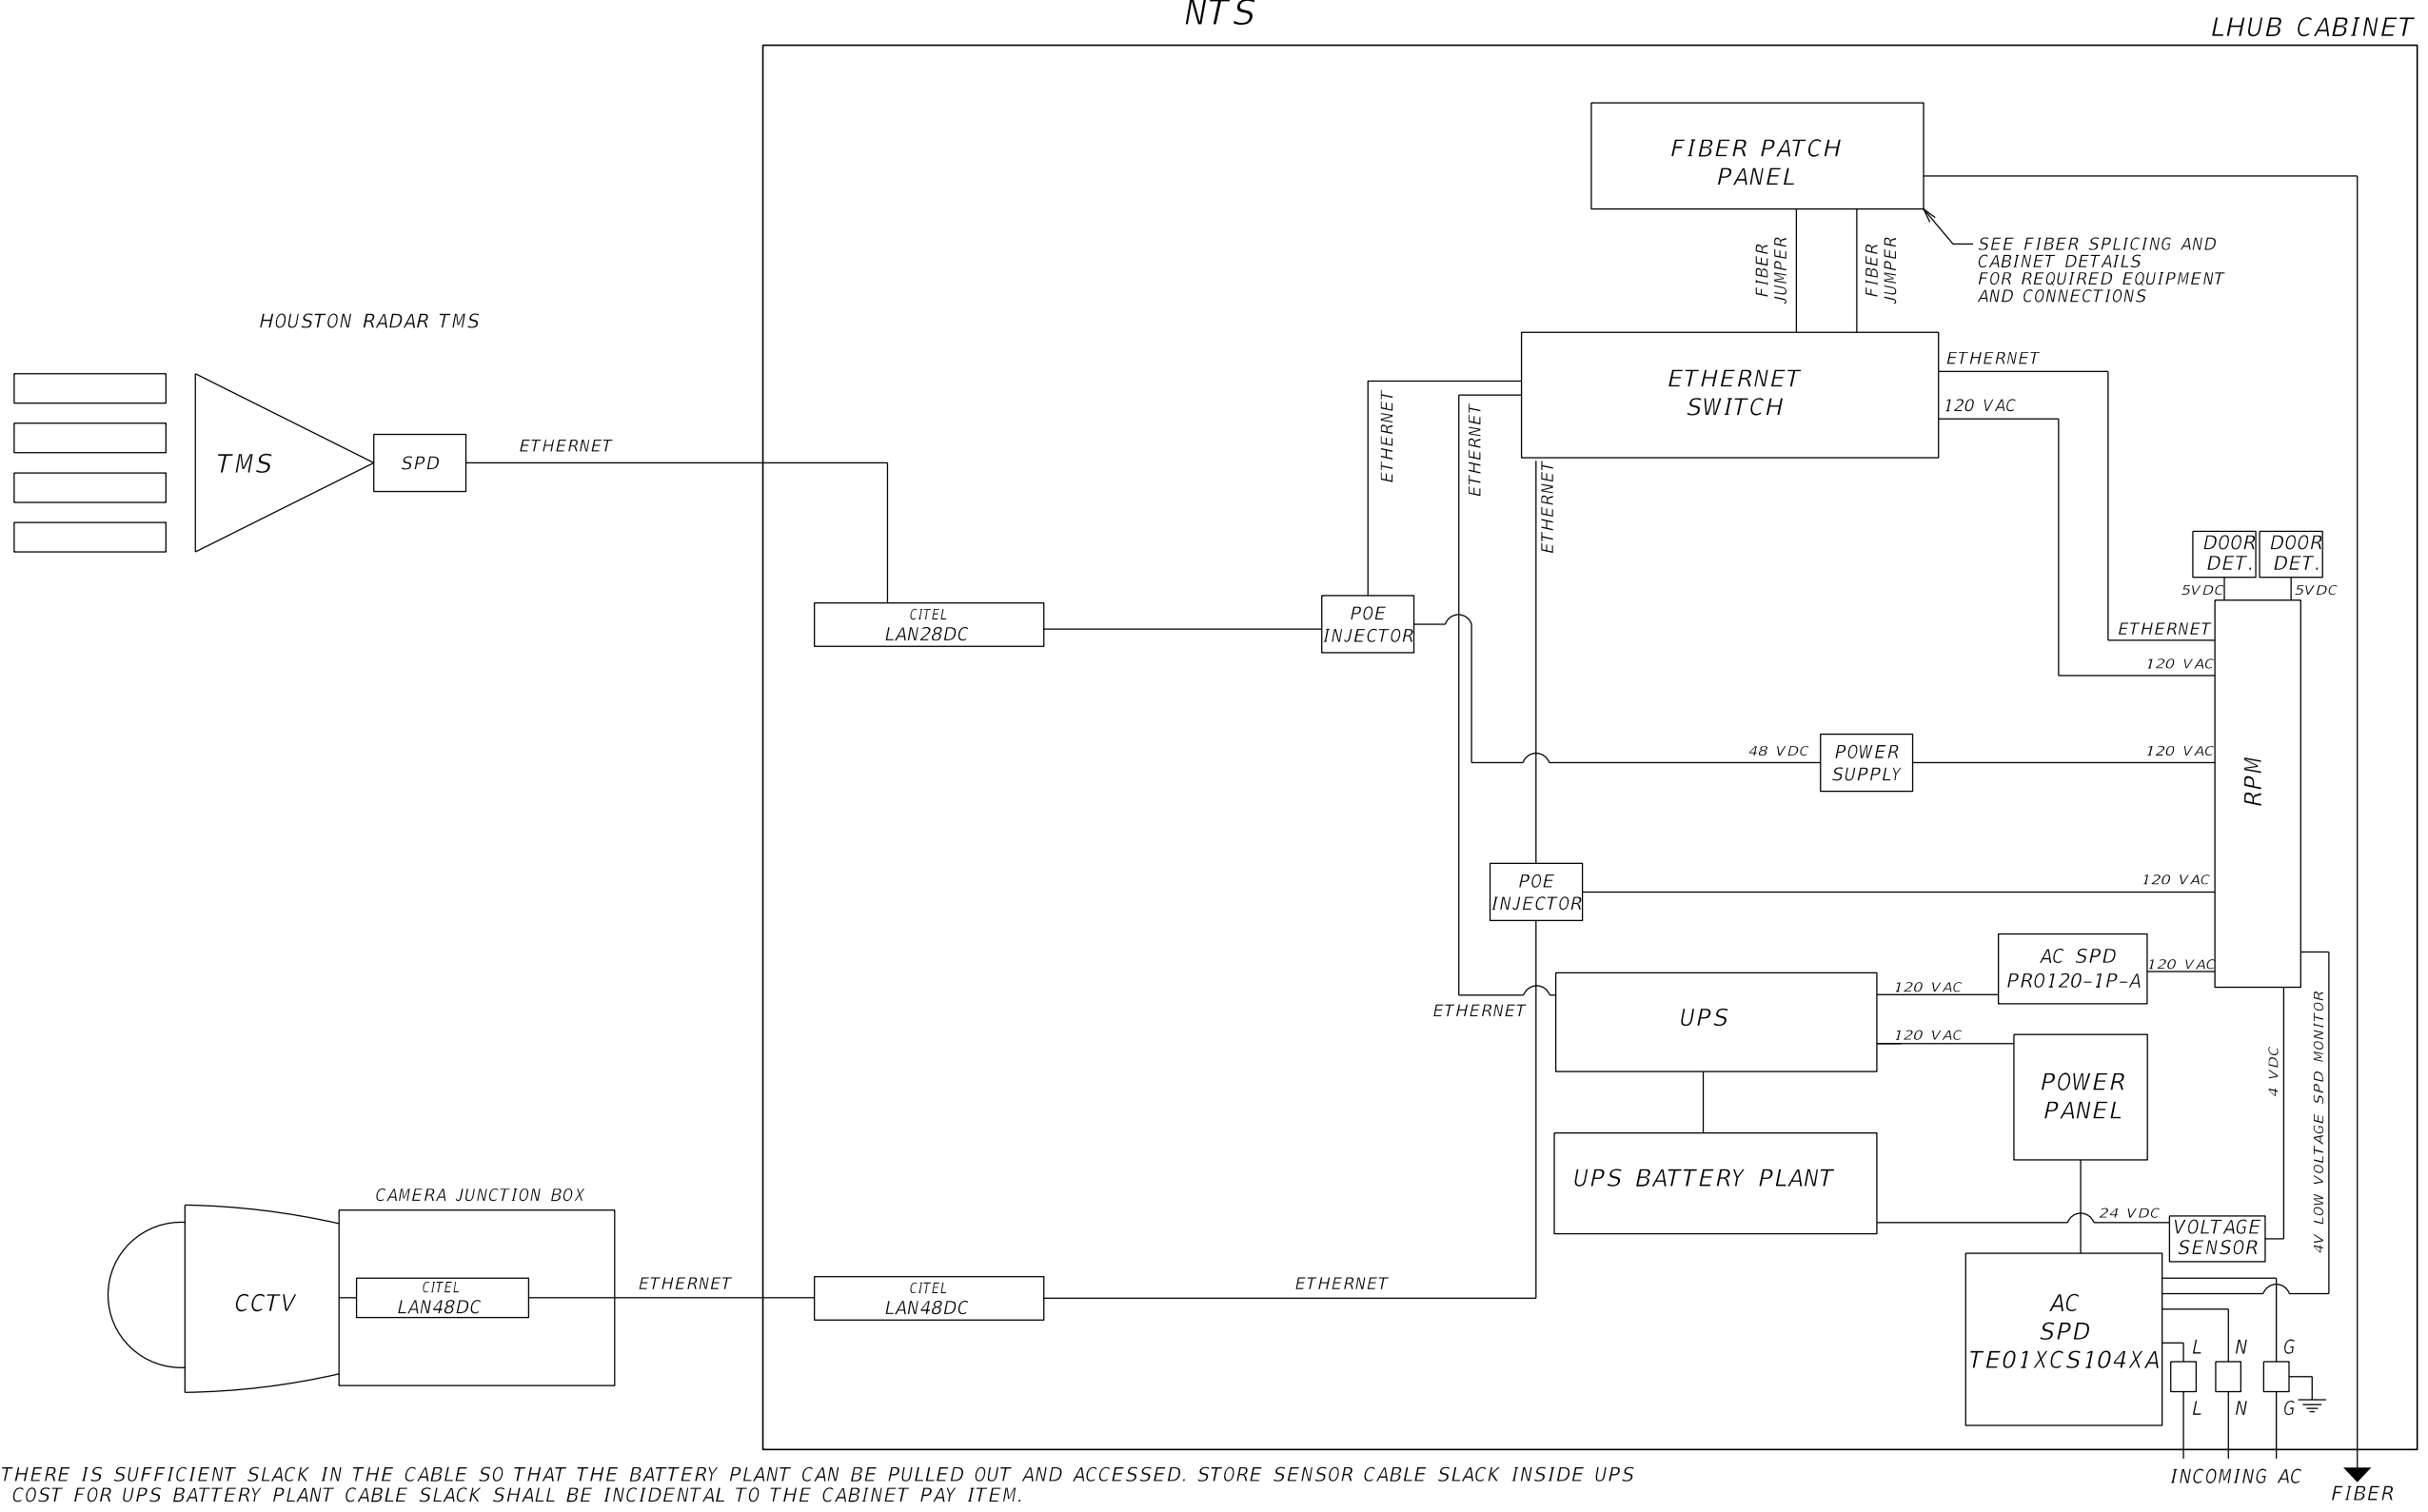 NTS
LHUB CABINET
FIBER PATCH
PANEL
FIBER
JUMPER
FIBER
JUMPER
SEE FIBER SPLICING AND
CABINET DETAILS
FOR REQUIRED EQUIPMENT
AND CONNECTIONS
HOUSTON RADAR TMS
TMS
SPD
ETHERNET
ETHERNET
SWITCH
ETHERNET
120 VAC
ETHERNET
ETHERNET
ETHERNET
DOOR
DET.
DOOR
DET.
5VDC
5VDC
CITEL
LAN28DC
POE
INJECTOR
ETHERNET
120 VAC
48 VDC
POWER
SUPPLY
120 VAC
RPM
POE
INJECTOR
120 VAC
AC SPD
PRO120-1P-A
120 VAC
120 VAC
ETHERNET
UPS
120 VAC
POWER
PANEL
4 VDC
4V LOW VOLTAGE SPD MONITOR
UPS BATTERY PLANT
24 VDC
VOLTAGE
SENSOR
CAMERA JUNCTION BOX
CCTV
CITEL
LAN48DC
ETHERNET
CITEL
LAN48DC
ETHERNET
AC
SPD
TE01XCS104XA
L
N
G
L
N
G
INCOMING AC
FIBER
THERE IS SUFFICIENT SLACK IN THE CABLE SO THAT THE BATTERY PLANT CAN BE PULLED OUT AND ACCESSED. STORE SENSOR CABLE SLACK INSIDE UPS
COST FOR UPS BATTERY PLANT CABLE SLACK SHALL BE INCIDENTAL TO THE CABINET PAY ITEM.